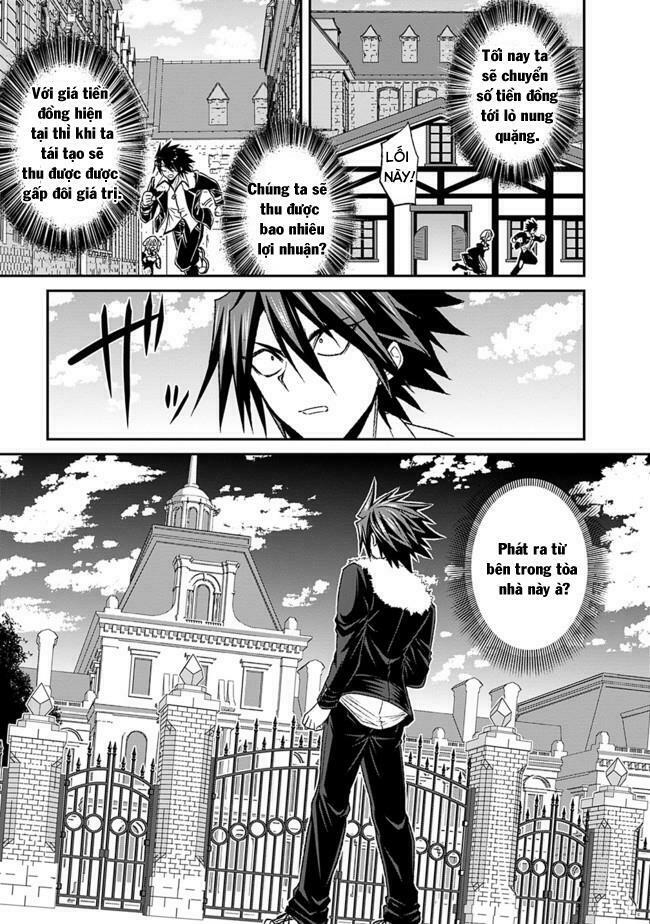 Tối nay ta
sẽ chuyển
số tiền đồng
tới lò nung
quặng.
LỐI
NÀY!
Chúng ta sẽ
thu được
bao nhiêu
lợi nhuận?
Với giá tiền
đồng hiện
tại thì khi ta
tái tạo sẽ
thu được được
gấp đôi giá trị.
ザッ
Phát ra từ
bên trong tòa
nhà này à?